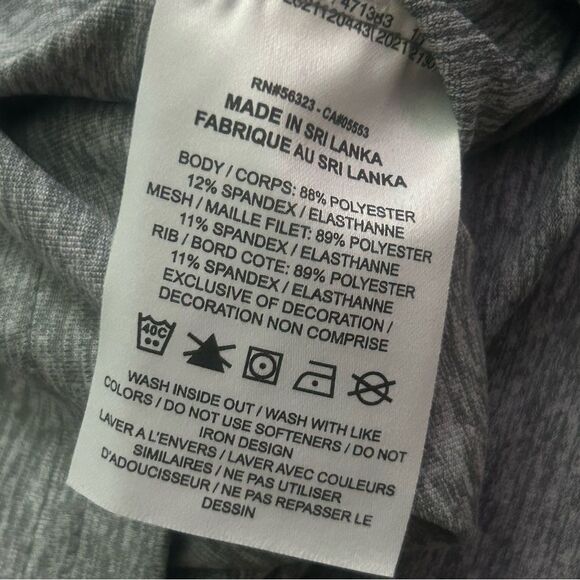 RN#56323 - CA#05553
MADE IN SRI LANKA
FABRIQUE AU SRI LANKA
BODY / CORPS: 88% POLYESTER
12% SPANDEX / ELASTHANNE
MESH / MAILLE FILET: 89% POLYESTER
11% SPANDEX / ELASTHANNE
RIB / BORD COTE: 89% POLYESTER
11% SPANDEX / ELASTHANNE
EXCLUSIVE OF DECORATION /
DECORATION NON COMPRISE
40C
WASH INSIDE OUT / WASH WITH LIKE
COLORS / DO NOT USE SOFTENERS / DO NOT
IRON DESIGN
LAVER A L'ENVERS / LAVER AVEC COULEURS
SIMILAIRES / NE PAS UTILISER
D'ADOUCISSEUR / NE PAS REPASSER LE
DESSIN